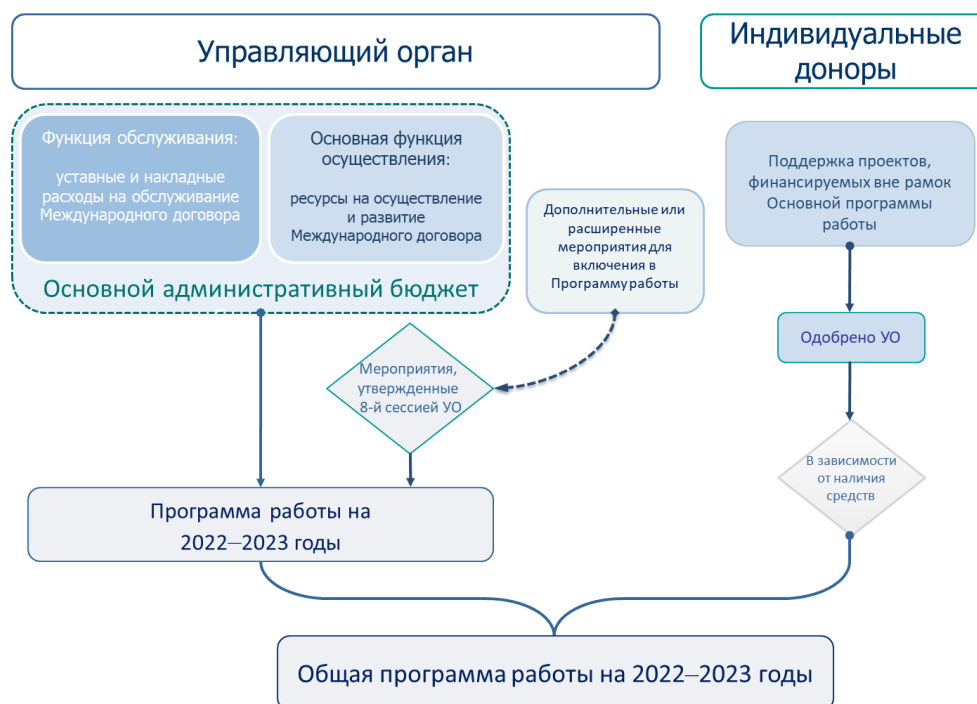 Управляющий орган
Индивидуальные
доноры
Функция обслуживания:
уставные и накладные
расходы на обслуживание
Международного договора
Основная функция
осуществления:
ресурсы на осуществление
и развитие
Международного договора
Основной административный бюджет
Дополнительные или
расширенные
мероприятия для
включения в
Программу работы
Поддержка проектов,
финансируемых вне рамок
Основной программы
работы
Одобрено УО
Мероприятия,
утвержденные
8-й сессией УО
В зависимости
от наличия
средств
Программа работы на
2022–2023 годы
Общая программа работы на 2022–2023 годы